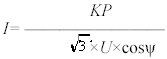 I = KP / (√3 × U × cosψ)